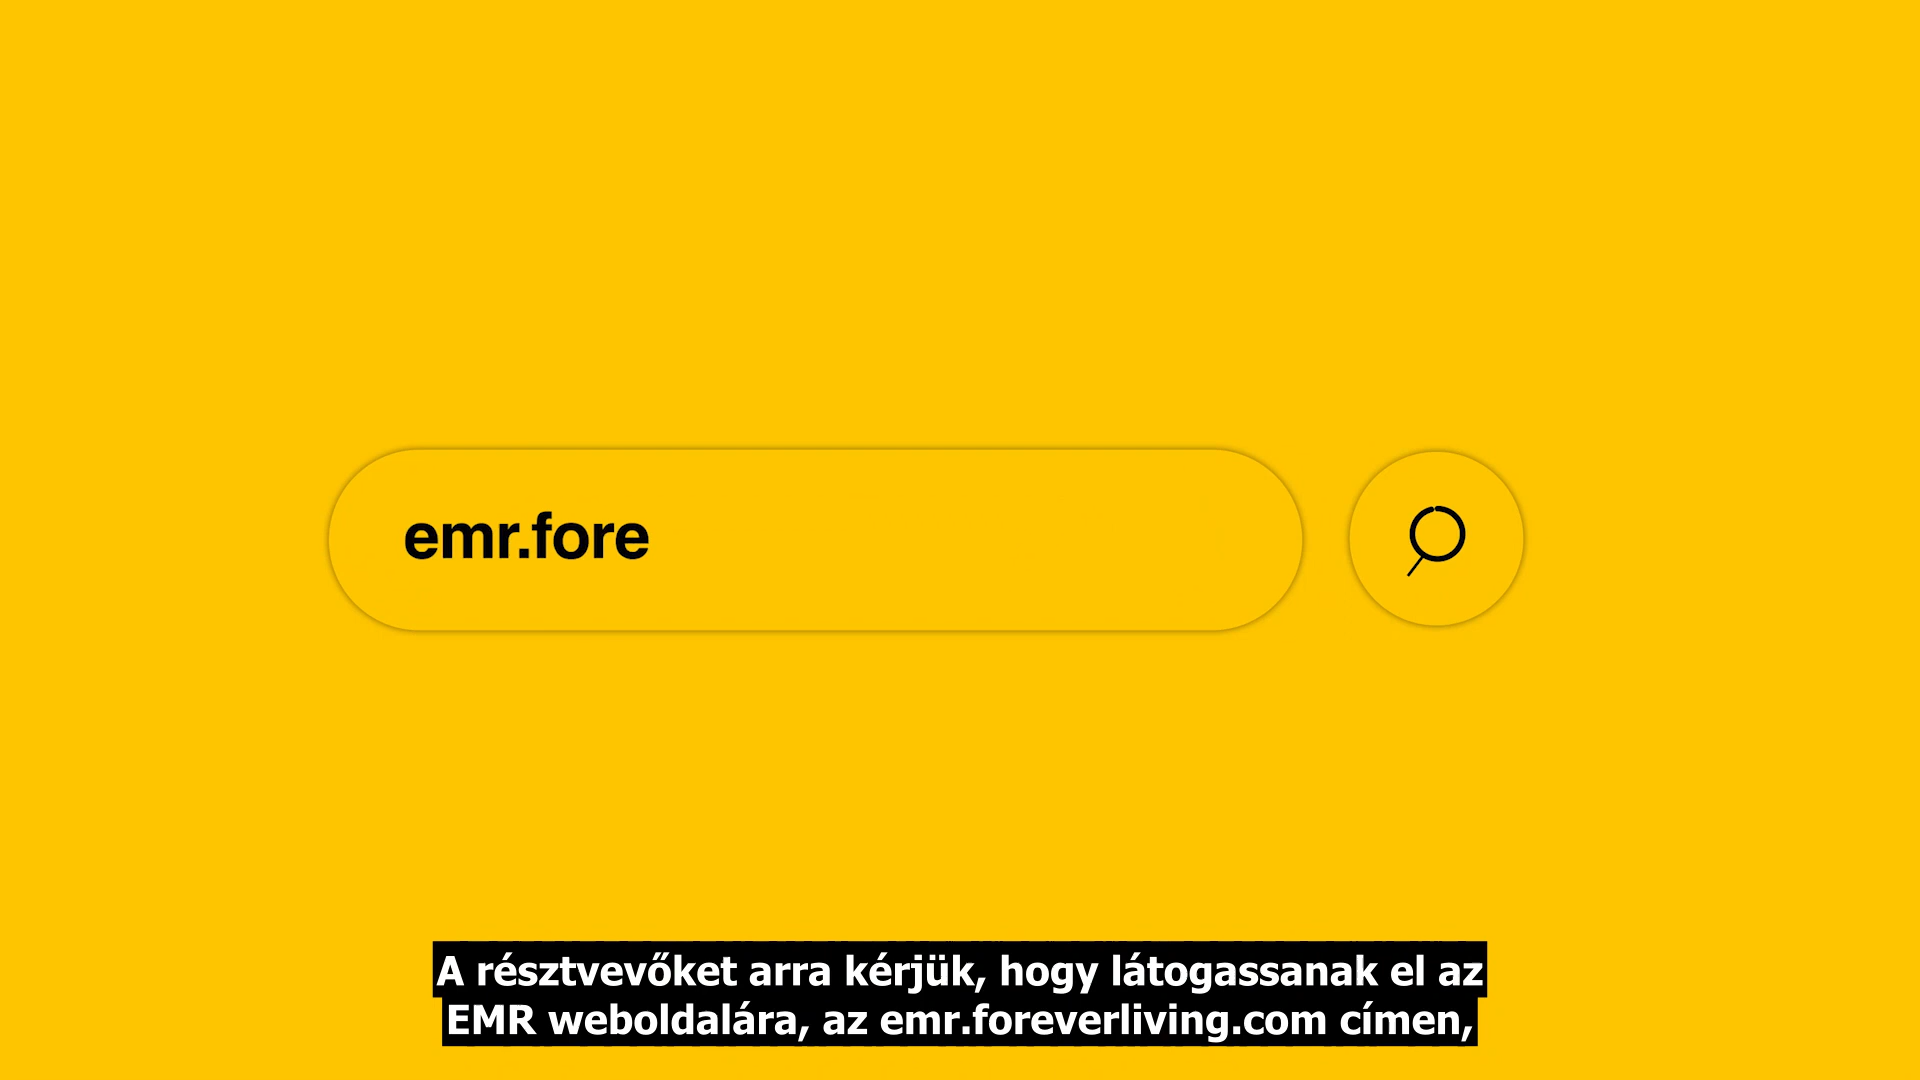 emr.fore
A résztvevőket arra kérjük, hogy látogassanak el az
EMR weboldalára, az emr.foreverliving.com címen,